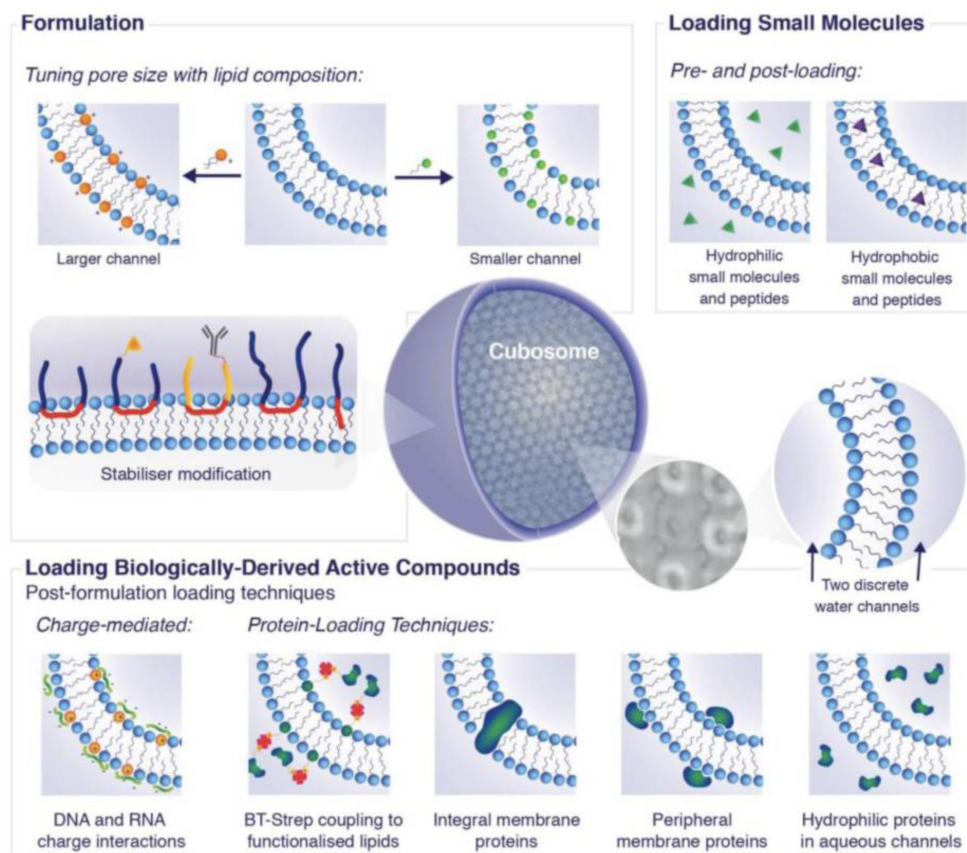 Formulation
Tuning pore size with lipid composition:
Larger channel
Smaller channel
Stabiliser modification
Loading Small Molecules
Pre- and post-loading:
Hydrophilic
small molecules
and peptides
Hydrophobic
small molecules
and peptides
Cubosome
Two discrete
water channels
Loading Biologically-Derived Active Compounds
Post-formulation loading techniques
Charge-mediated:
DNA and RNA
charge interactions
Protein-Loading Techniques:
BT-Strep coupling to
functionalised lipids
Integral membrane
proteins
Peripheral
membrane proteins
Hydrophilic proteins
in aqueous channels